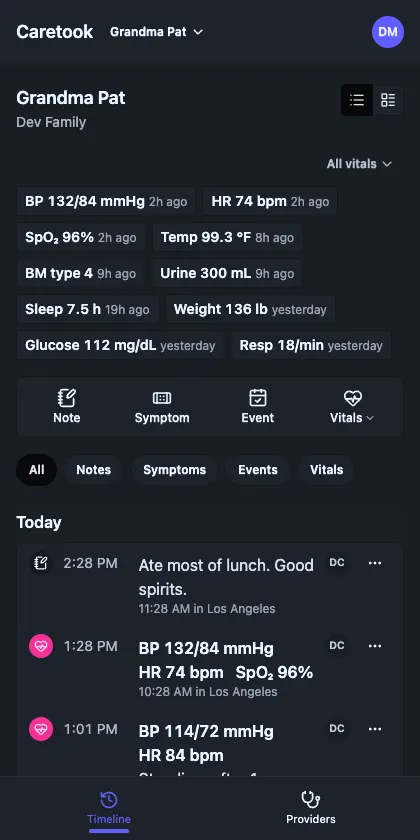 Caretook Grandma Pat DM
Grandma Pat
Dev Family
All vitals
BP 132/84 mmHg 2h ago HR 74 bpm 2h ago
SpO₂ 96% 2h ago Temp 99.3 °F 8h ago
BM type 4 9h ago Urine 300 mL 9h ago
Sleep 7.5 h 19h ago Weight 136 lb yesterday
Glucose 112 mg/dL yesterday Resp 18/min yesterday
Note Symptom Event Vitals
All Notes Symptoms Events Vitals
Today
2:28 PM Ate most of lunch. Good DC
spirits.
11:28 AM in Los Angeles
1:28 PM BP 132/84 mmHg DC
HR 74 bpm SpO₂ 96%
10:28 AM in Los Angeles
1:01 PM BP 114/72 mmHg DC
HR 84 bpm
Timeline Providers